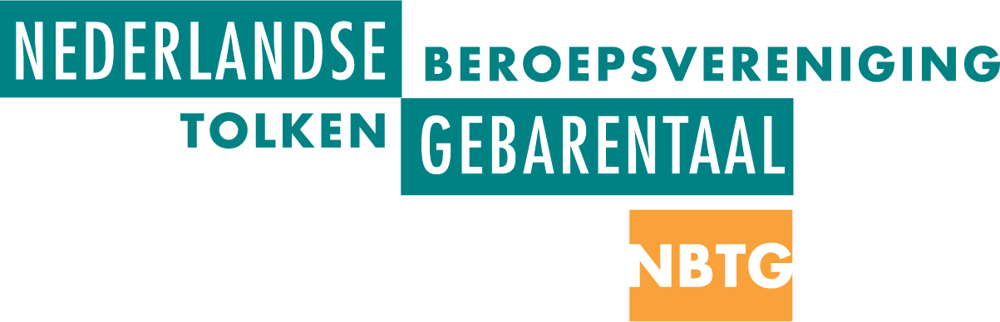 NEDERLANDSE BEROEPSVERENIGING
TOLKEN GEBARENTAAL
NBTG